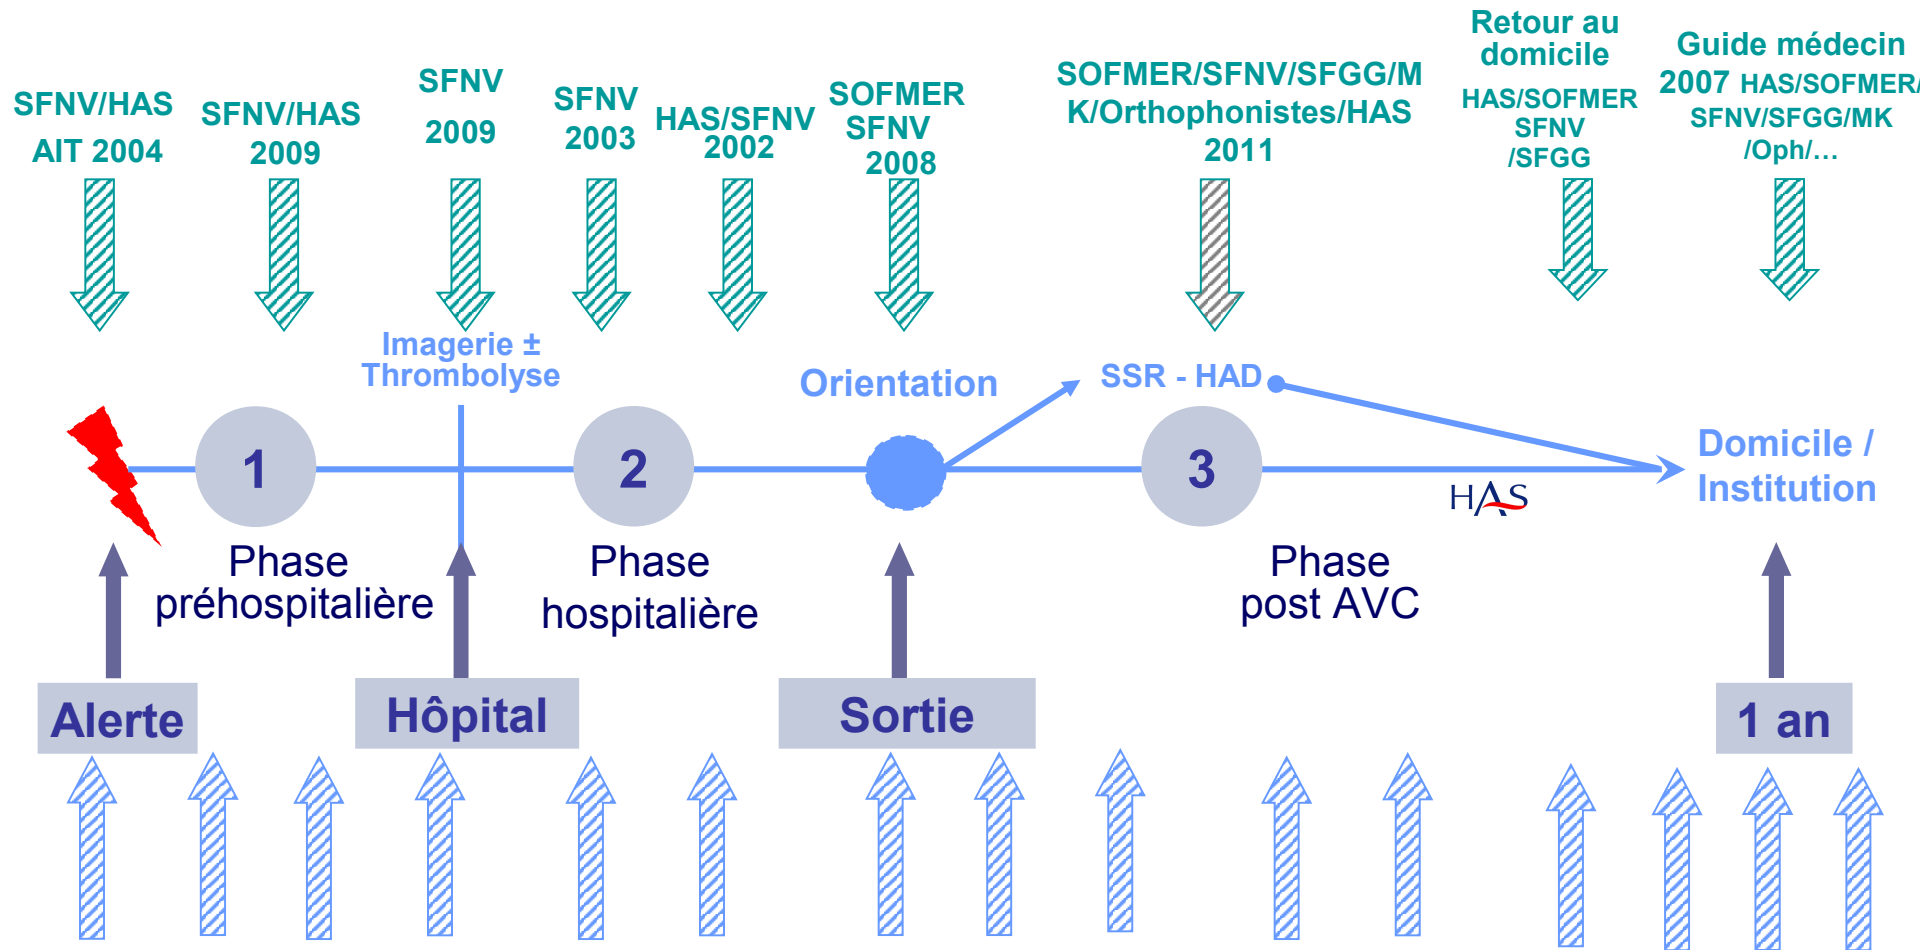 SFNV/HAS
AIT 2004
SFNV/HAS
2009
SFNV
2009
SFNV
2003
HAS/SFNV
2002
SOFMER
SFNV
2008
SOFMER/SFNV/SFGG/M
K/Orthophonistes/HAS
2011
Retour au
domicile
HAS/SOFMER
SFNV
/SFGG
Guide médecin
2007 HAS/SOFMER/
SFNV/SFGG/MK
/Oph/…
Imagerie ±
Thrombolyse
Orientation
SSR - HAD
1
2
3
HAS
Domicile /
Institution
Phase
préhospitalière
Phase
hospitalière
Phase
post AVC
Alerte
Hôpital
Sortie
1 an